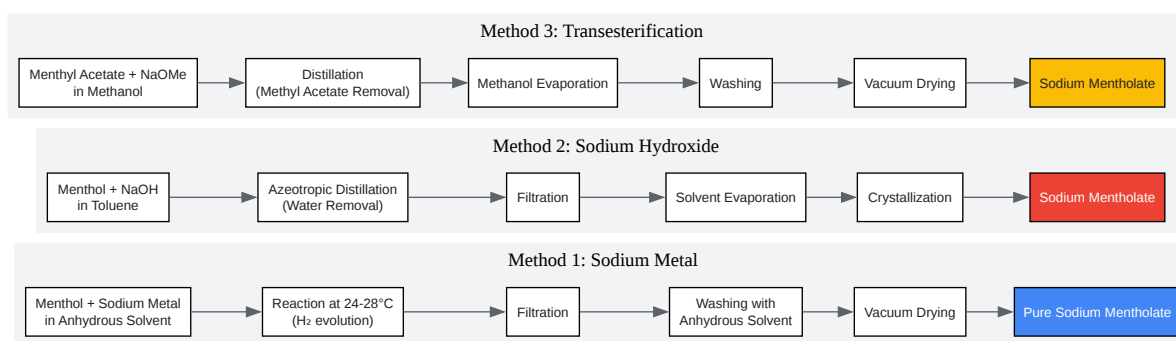 Method 3: Transesterification
Menthyl Acetate + NaOMe
in Methanol
Distillation
(Methyl Acetate Removal)
Methanol Evaporation
Washing
Vacuum Drying
Sodium Mentholate
Method 2: Sodium Hydroxide
Menthol + NaOH
in Toluene
Azeotropic Distillation
(Water Removal)
Filtration
Solvent Evaporation
Crystallization
Sodium Mentholate
Method 1: Sodium Metal
Menthol + Sodium Metal
in Anhydrous Solvent
Reaction at 24-28°C
(H₂ evolution)
Filtration
Washing with
Anhydrous Solvent
Vacuum Drying
Pure Sodium Mentholate